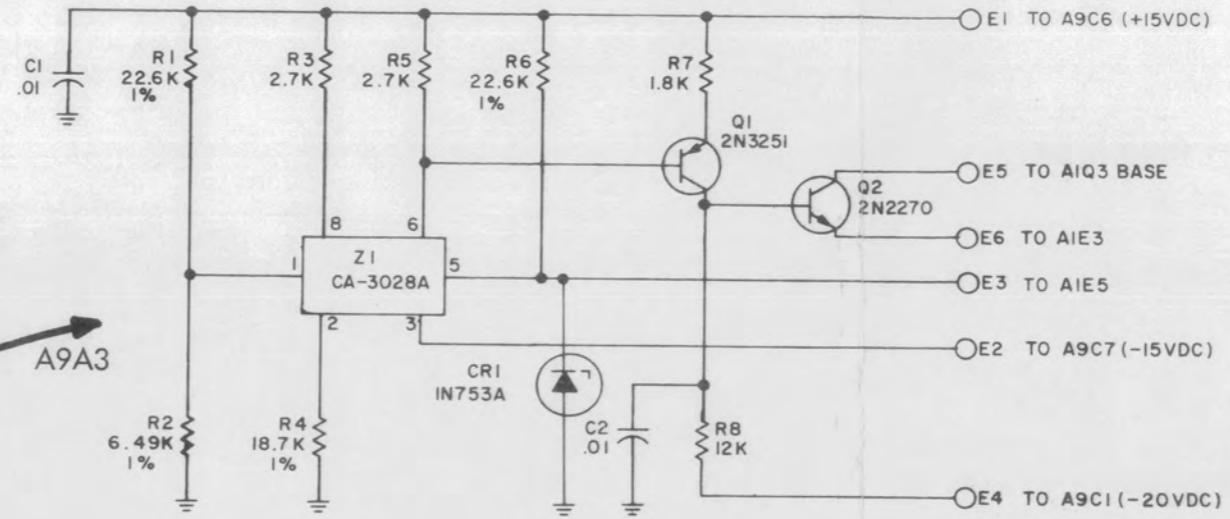 E1 TO A9C6 (+15VDC)
C1
.01
R1
22.6K
1%
R3
2.7K
R5
2.7K
R6
22.6K
1%
R7
1.8K
Q1
2N3251
E5 TO A1Q3 BASE
Q2
2N2270
E6 TO A1E3
8
6
1
Z1
CA-3028A
5
2
3
E3 TO A1E5
E2 TO A9C7 (-15VDC)
A9A3
CR1
1N753A
R2
6.49K
1%
R4
18.7K
1%
C2
.01
R8
12K
E4 TO A9C1 (-20VDC)